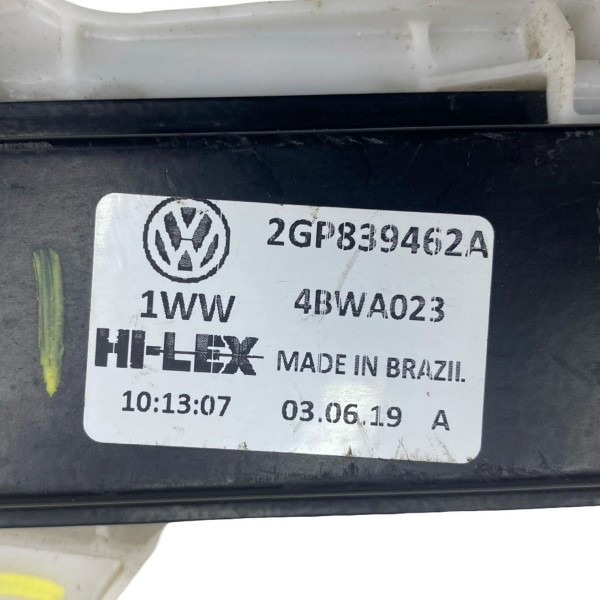 2GP839462A
1WW 4BWA023
HI-LEX MADE IN BRAZIL
10:13:07 03.06.19 A